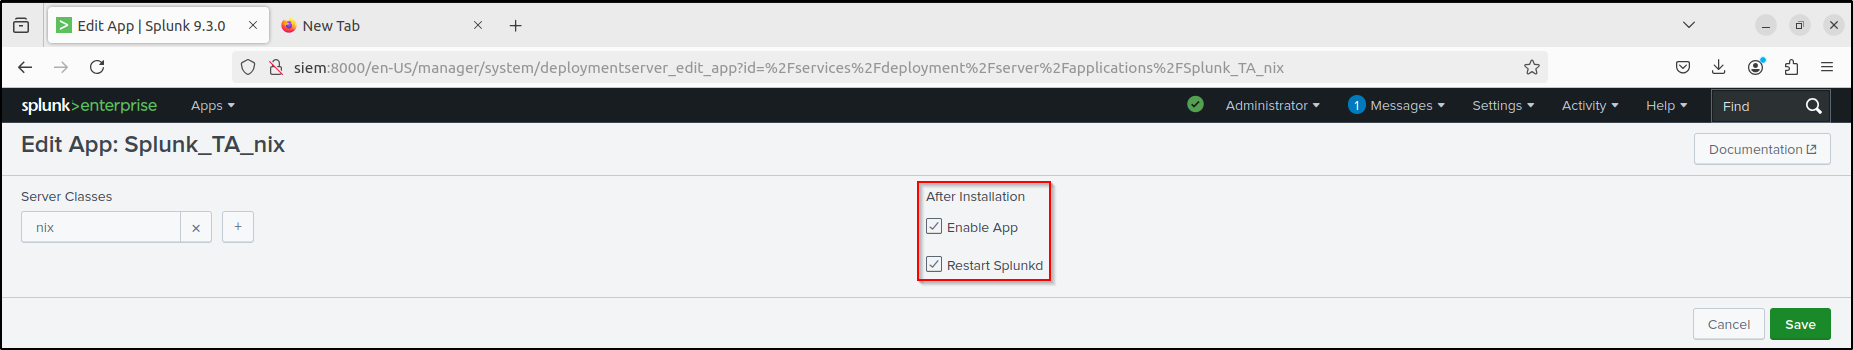 Edit App | Splunk 9.3.0
New Tab
siem:8000/en-US/manager/system/deploymentserver_edit_app?id=%2Fservices%2Fdeployment%2Fserver%2Fapplications%2FSplunk_TA_nix
splunk>enterprise Apps Administrator 1 Messages Settings Activity Help Find
Edit App: Splunk_TA_nix
Documentation
Server Classes
nix
+
After Installation
Enable App
Restart Splunkd
Cancel
Save